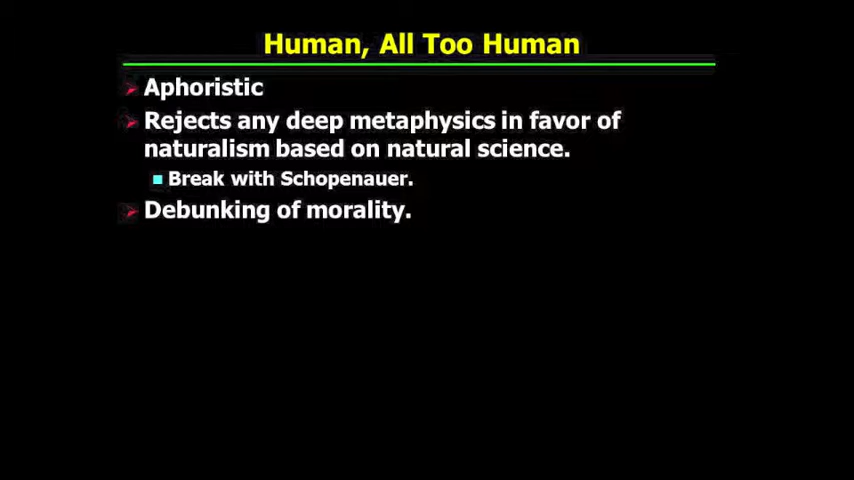 Human, All Too Human
Aphoristic
Rejects any deep metaphysics in favor of
naturalism based on natural science.
Break with Schopenauer.
Debunking of morality.